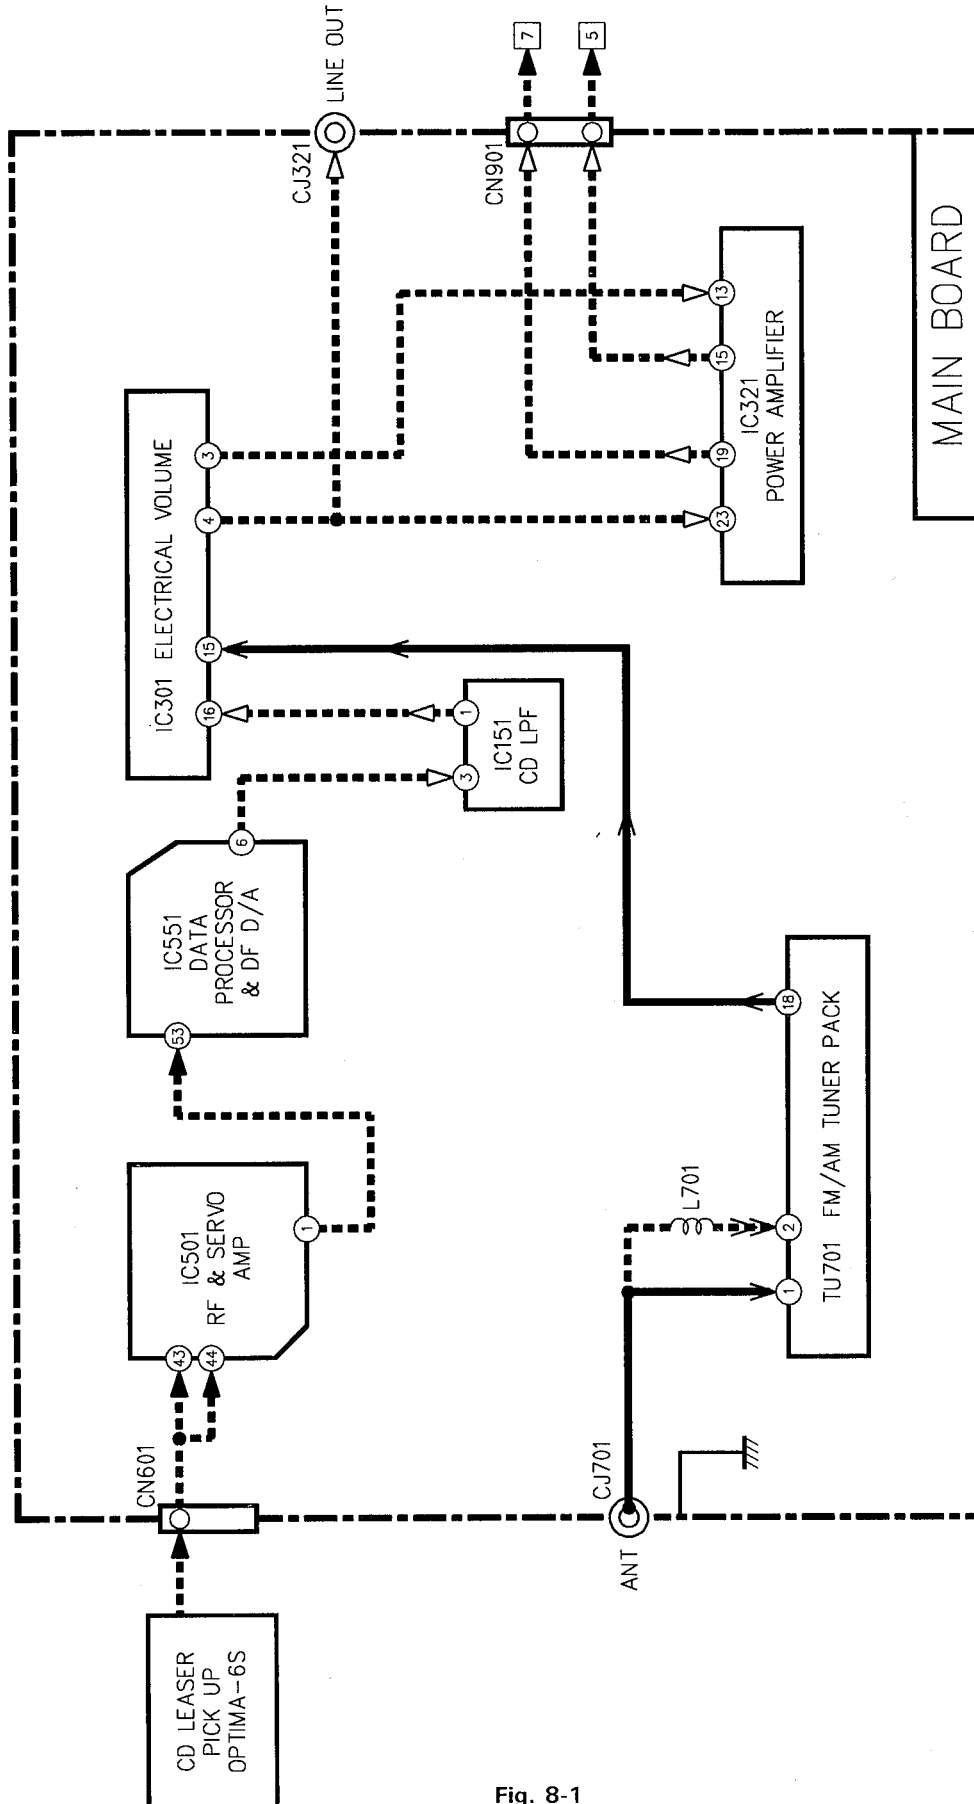 CD LEASER
PICK UP
OPTIMA-6S
CN601
43
44
IC501
RF & SERVO
AMP
1
53
IC551
DATA
PROCESSOR
& DF D/A
6
3
1
IC151
CD LPF
16
15
4
3
IC301 ELECTRICAL VOLUME
CJ321
LINE OUT
CN901
7
5
23
19
15
13
IC321
POWER AMPLIFIER
ANT
CJ701
L701
1
2
18
TU701 FM/AM TUNER PACK
MAIN BOARD
Fig. 8-1